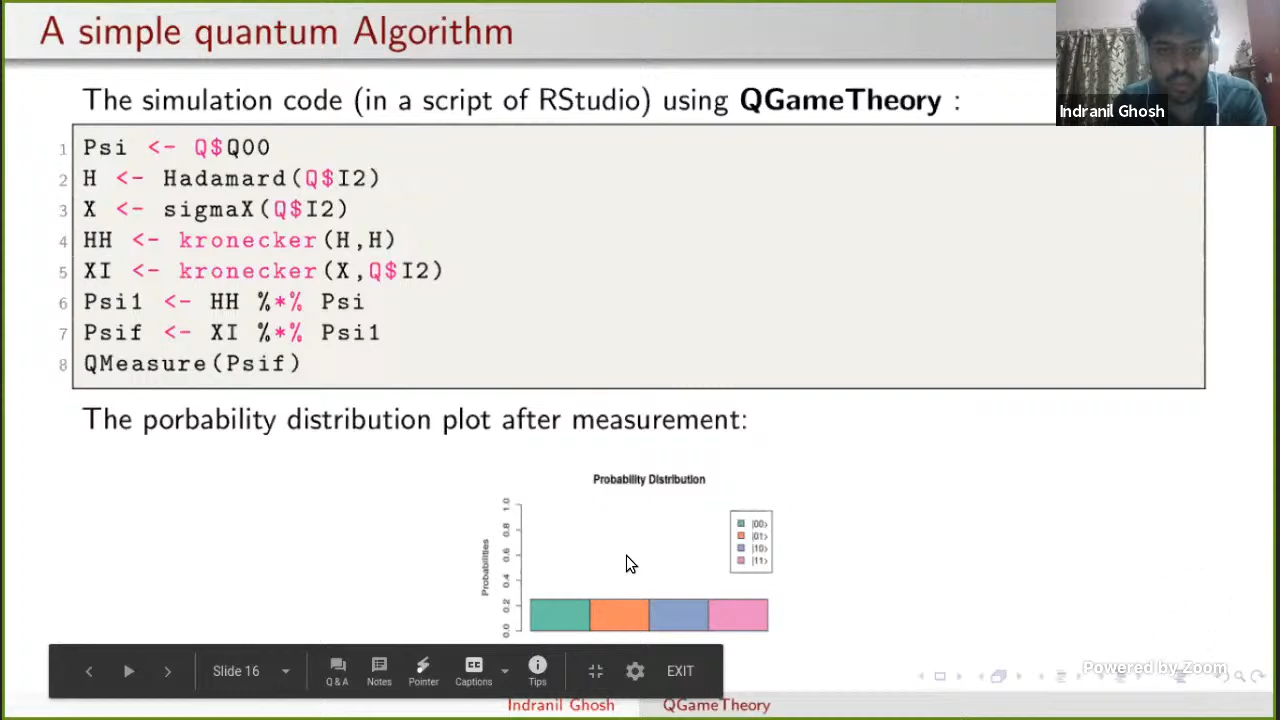 A simple quantum Algorithm
Indranil Ghosh
The simulation code (in a script of RStudio) using QGameTheory :
1 Psi <- Q$Q00
2 H <- Hadamard(Q$I2)
3 X <- sigmaX(Q$I2)
4 HH <- kronecker(H,H)
5 XI <- kronecker(X,Q$I2)
6 Psi1 <- HH %*% Psi
7 Psif <- XI %*% Psi1
8 QMeasure(Psif)
The porbability distribution plot after measurement:
Probability Distribution
Probabilities
1.0
0.8
0.6
0.4
0.2
0.0
|00>
|01>
|10>
|11>
Slide 16
Q & A
Notes
Pointer
CC
Captions
Tips
EXIT
Powered by Zoom
Indranil Ghosh QGameTheory